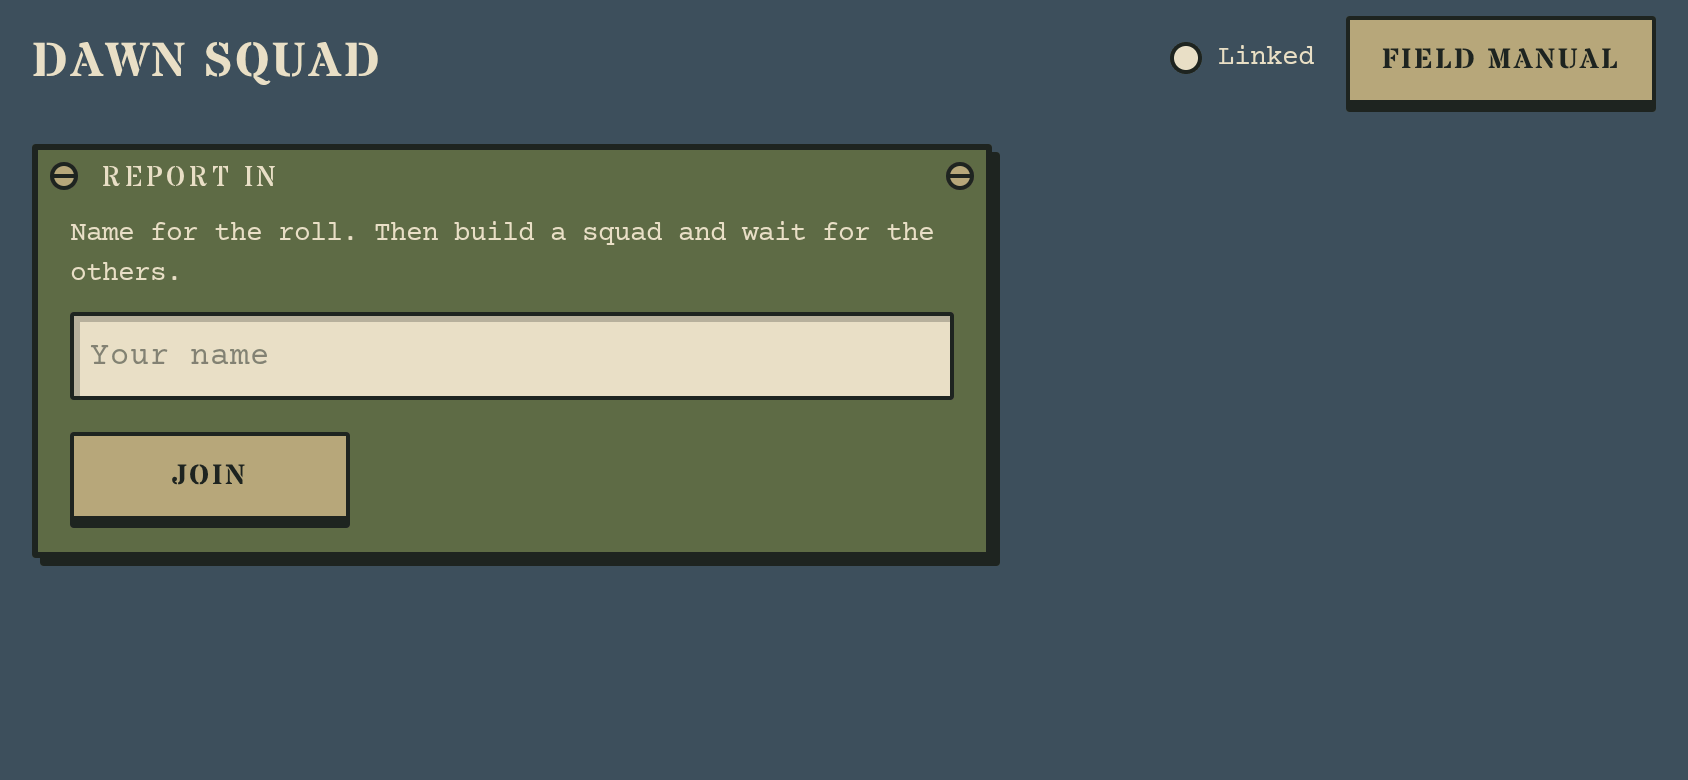 DAWN SQUAD
Linked
FIELD MANUAL
REPORT IN
Name for the roll. Then build a squad and wait for the
others.
Your name
JOIN